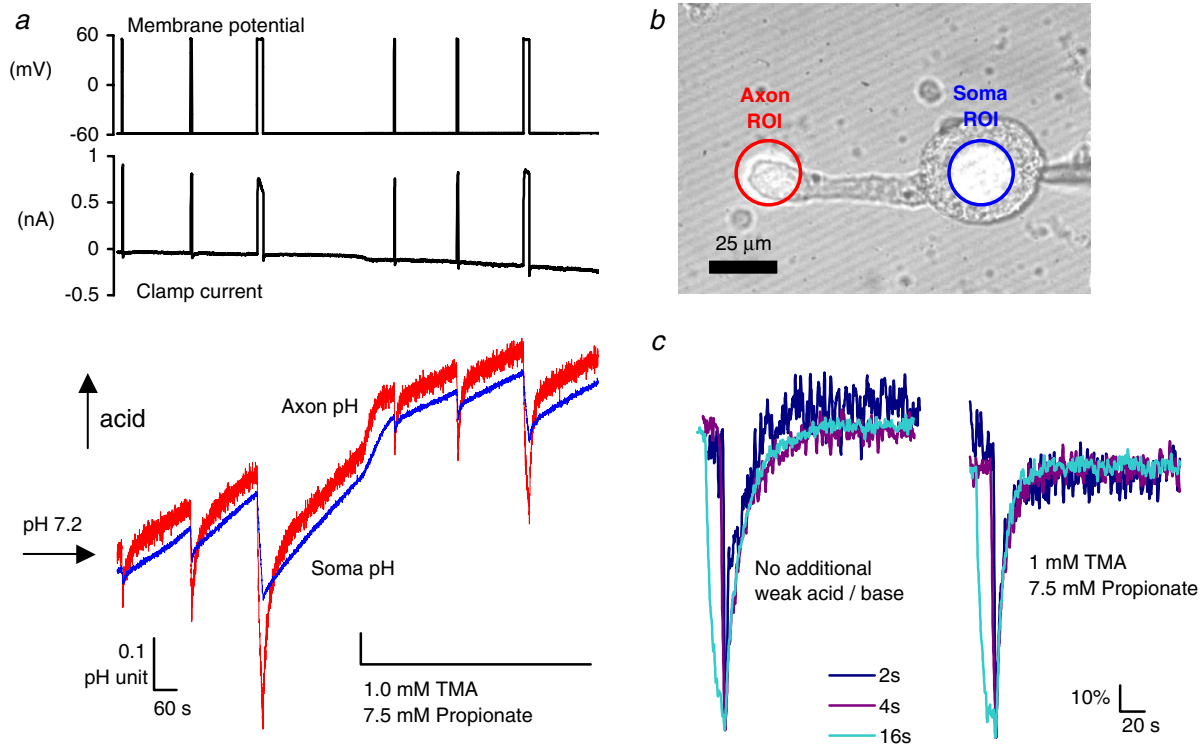 a
Membrane potential
60
(mV)
0
-60
1
(nA)
0.5
0
-0.5
Clamp current
acid
Axon pH
pH 7.2
Soma pH
0.1
pH unit
60 s
1.0 mM TMA
7.5 mM Propionate
b
Axon
ROI
Soma
ROI
25 μm
c
No additional
weak acid / base
1 mM TMA
7.5 mM Propionate
2s
4s
16s
10%
20 s